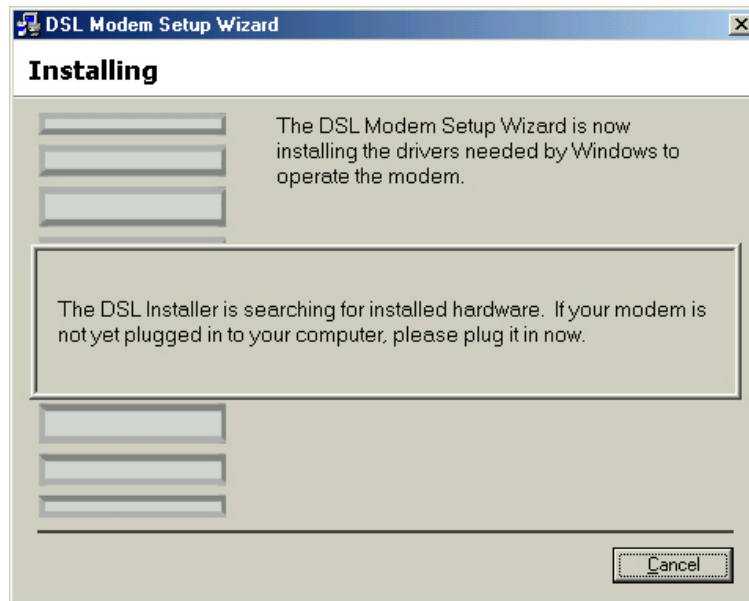 DSL Modem Setup Wizard
Installing
The DSL Modem Setup Wizard is now
installing the drivers needed by Windows to
operate the modem.
The DSL Installer is searching for installed hardware. If your modem is
not yet plugged in to your computer, please plug it in now.
Cancel